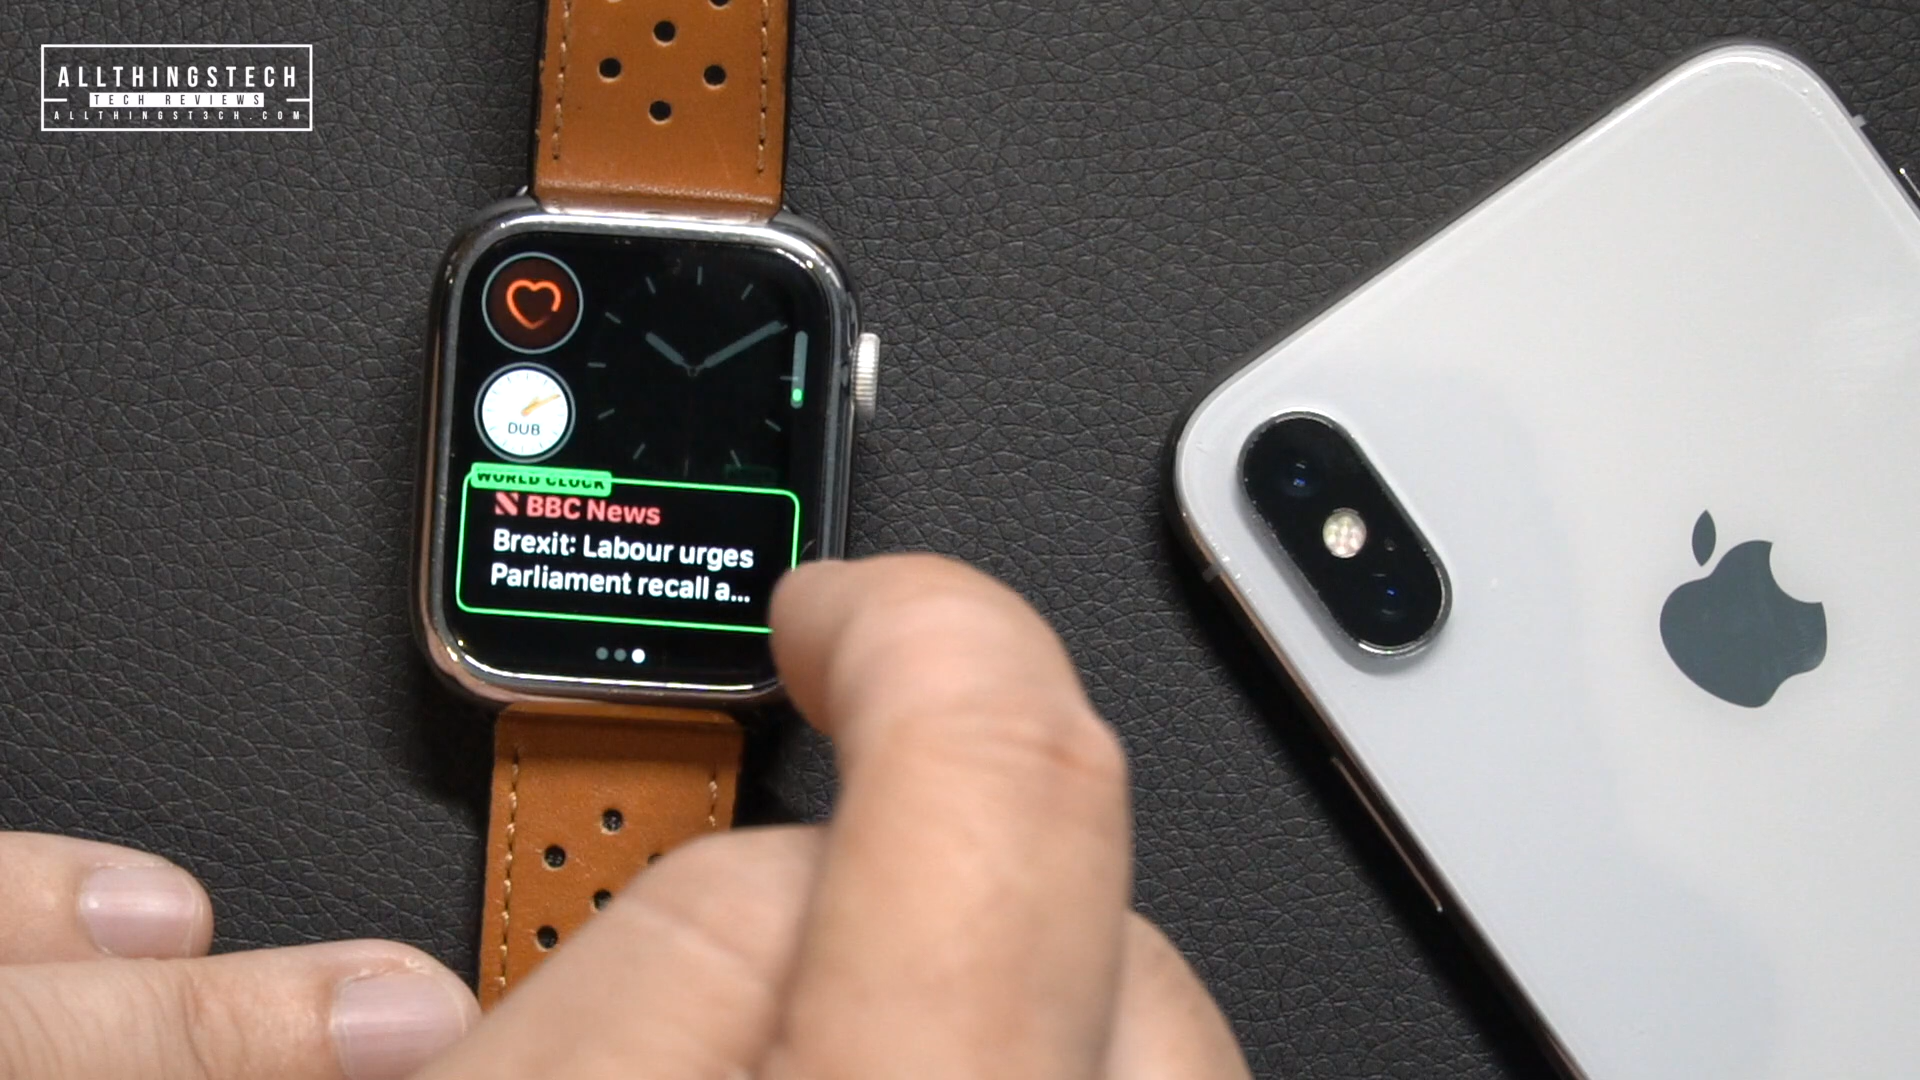 ALLTHINGSTECH
TECH REVIEWS
ALLTHINGST3CH.COM
DUB
WORLD CLOCK
BBC News
Brexit: Labour urges
Parliament recall a...